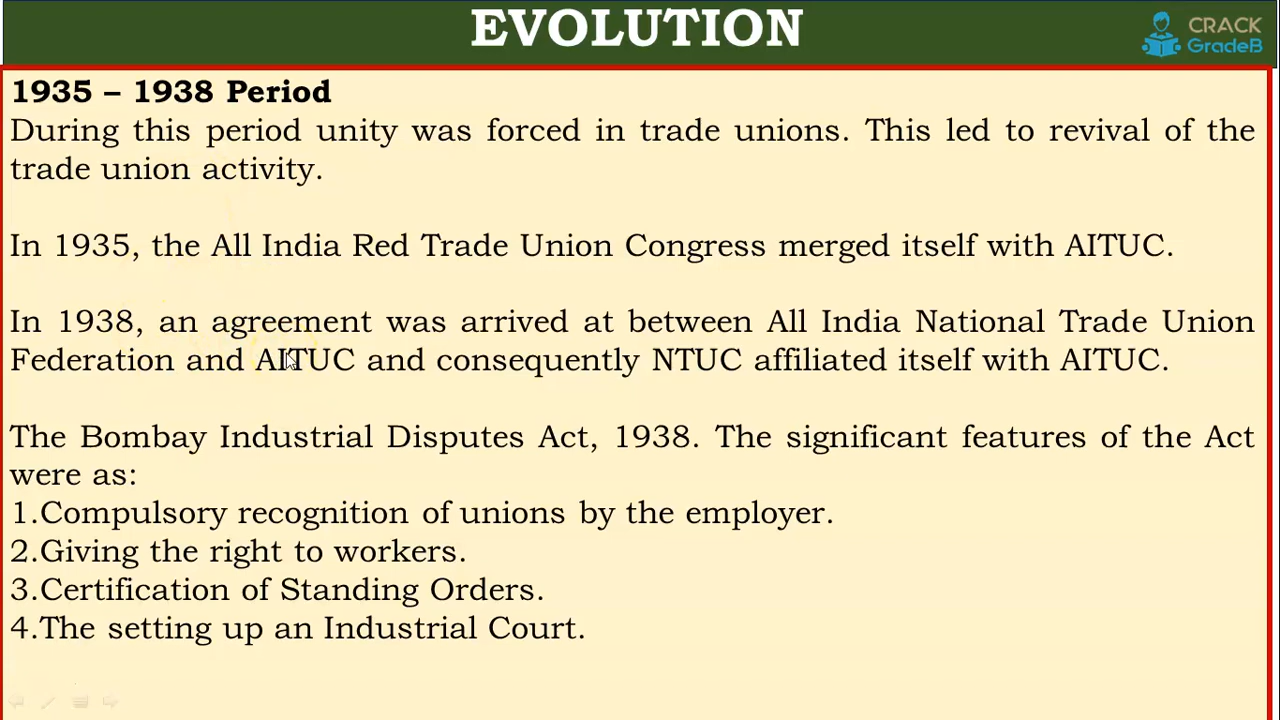 EVOLUTION
CRACK
GradeB
1935 – 1938 Period
During this period unity was forced in trade unions. This led to revival of the
trade union activity.
In 1935, the All India Red Trade Union Congress merged itself with AITUC.
In 1938, an agreement was arrived at between All India National Trade Union
Federation and AITUC and consequently NTUC affiliated itself with AITUC.
The Bombay Industrial Disputes Act, 1938. The significant features of the Act
were as:
1.Compulsory recognition of unions by the employer.
2.Giving the right to workers.
3.Certification of Standing Orders.
4.The setting up an Industrial Court.